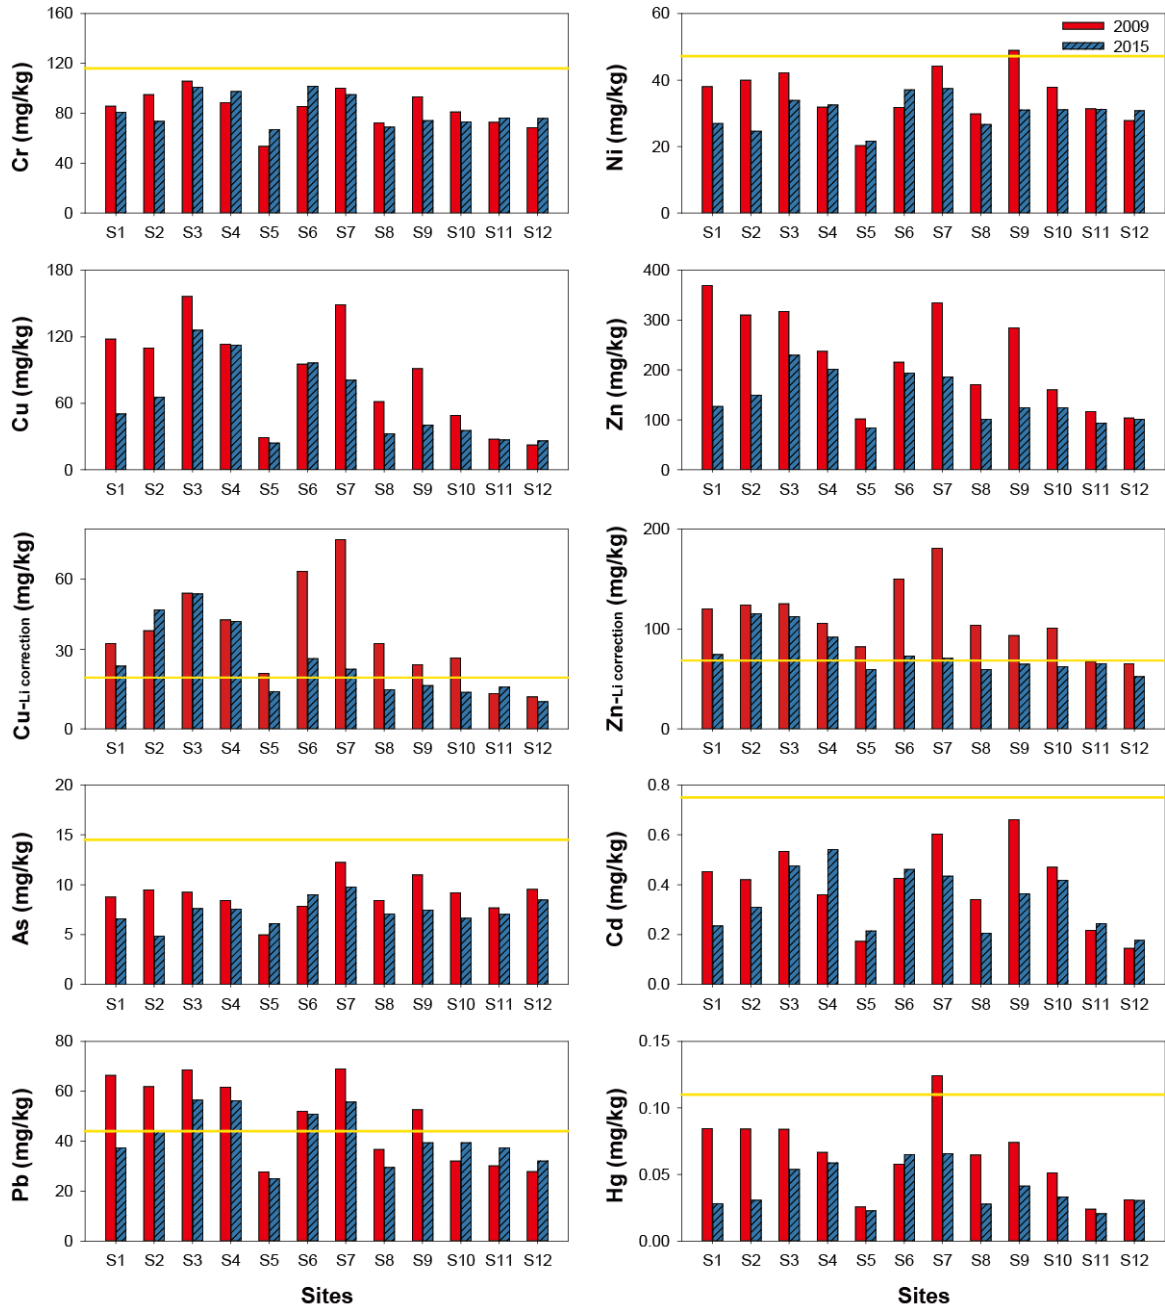 160
120
80
40
0
Cr (mg/kg)
S1 S2 S3 S4 S5 S6 S7 S8 S9 S10 S11 S12
60
40
20
0
Ni (mg/kg)
2009
2015
S1 S2 S3 S4 S5 S6 S7 S8 S9 S10 S11 S12
180
120
60
0
Cu (mg/kg)
S1 S2 S3 S4 S5 S6 S7 S8 S9 S10 S11 S12
400
300
200
100
0
Zn (mg/kg)
S1 S2 S3 S4 S5 S6 S7 S8 S9 S10 S11 S12
60
30
0
Cu-Li correction (mg/kg)
S1 S2 S3 S4 S5 S6 S7 S8 S9 S10 S11 S12
200
100
0
Zn-Li correction (mg/kg)
S1 S2 S3 S4 S5 S6 S7 S8 S9 S10 S11 S12
20
15
10
5
0
As (mg/kg)
S1 S2 S3 S4 S5 S6 S7 S8 S9 S10 S11 S12
0.8
0.6
0.4
0.2
0.0
Cd (mg/kg)
S1 S2 S3 S4 S5 S6 S7 S8 S9 S10 S11 S12
80
60
40
20
0
Pb (mg/kg)
S1 S2 S3 S4 S5 S6 S7 S8 S9 S10 S11 S12
Sites
0.15
0.10
0.05
0.00
Hg (mg/kg)
S1 S2 S3 S4 S5 S6 S7 S8 S9 S10 S11 S12
Sites